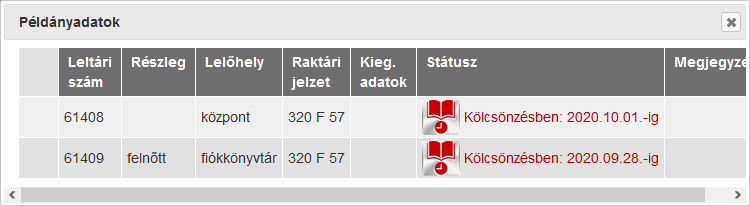 Példányadatok
Leltári szám Részleg Lelőhely Raktári jelzet Kieg. adatok Státusz Megjegyzé
61408 központ 320 F 57 Kölcsönzésben: 2020.10.01.-ig
61409 felnőtt fiókkönyvtár 320 F 57 Kölcsönzésben: 2020.09.28.-ig